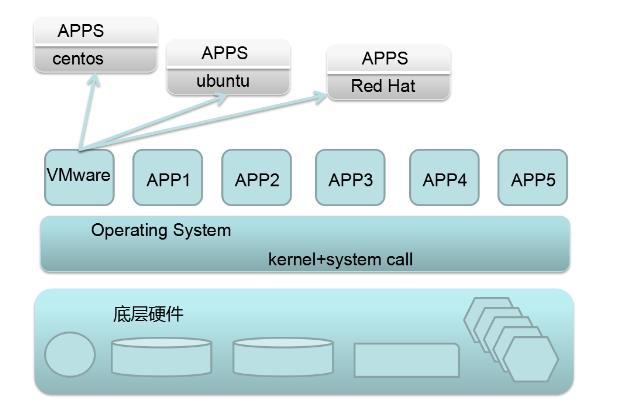 APPS
centos
APPS
ubuntu
APPS
Red Hat
VMware
APP1
APP2
APP3
APP4
APP5
Operating System
kernel+system call
底层硬件